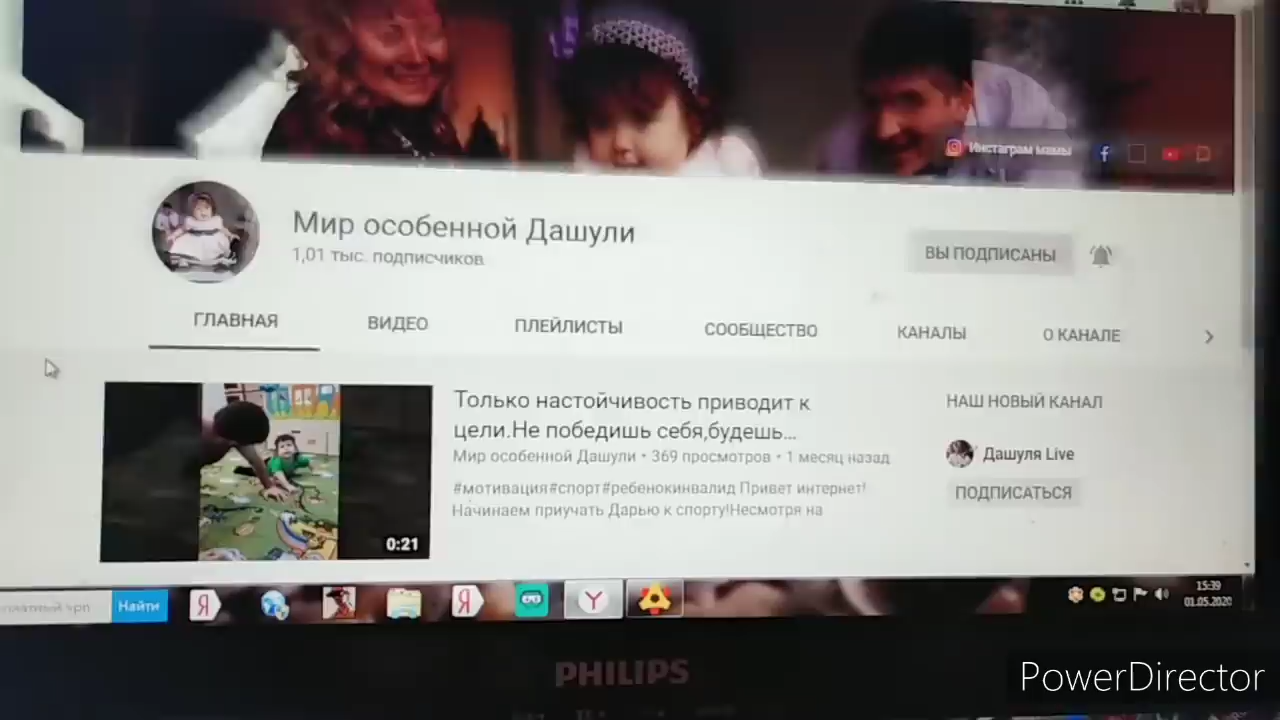 Инстаграм мамы
Мир особенной Дашули
1,01 тыс. подписчиков
ВЫ ПОДПИСАНЫ
ГЛАВНАЯ
ВИДЕО
ПЛЕЙЛИСТЫ
СООБЩЕСТВО
КАНАЛЫ
О КАНАЛЕ
Только настойчивость приводит к
цели.Не победишь себя,будешь...
Мир особенной Дашули • 369 просмотров • 1 месяц назад
#мотивация#спорт#ребенокинвалид Привет интернет!
Начинаем приучать Дарью к спорту!Несмотря на
0:21
НАШ НОВЫЙ КАНАЛ
Дашуля Live
ПОДПИСАТЬСЯ
vpn
Найти
Я
Я
Y
15:39
01.05.2020
PHILIPS
PowerDirector